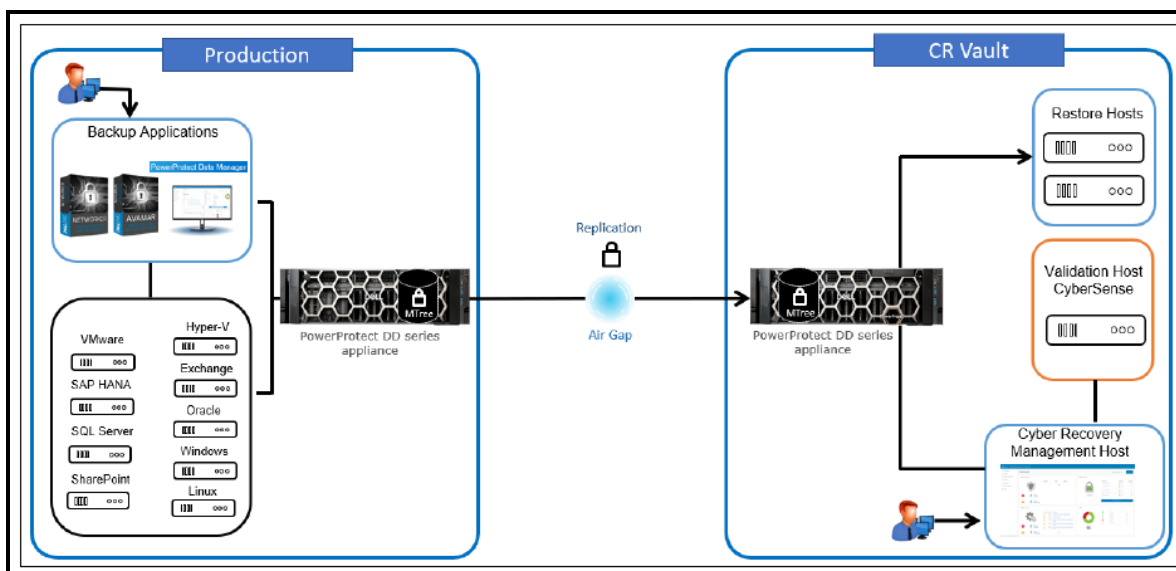 Production
Backup Applications
PowerProtect Data Manager
NETWORKER
AVAMAR
VMware
SAP HANA
SQL Server
SharePoint
Hyper-V
Exchange
Oracle
Windows
Linux
DELL
MTree
PowerProtect DD series
appliance
Replication
Air Gap
CR Vault
MTree
PowerProtect DD series
appliance
Restore Hosts
Validation Host
CyberSense
Cyber Recovery
Management Host